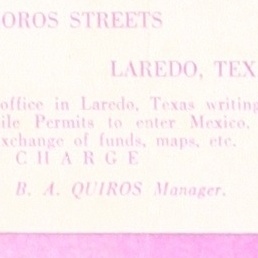 OROS STREETS
LAREDO, TEX
office in Laredo, Texas writing
ile Permits to enter Mexico.
xchange of funds, maps, etc.
CHARGE
B. A. QUIROS Manager.